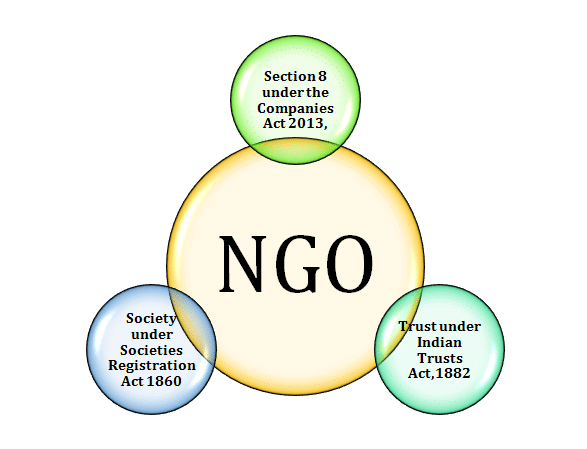 Section 8
under the
Companies
Act 2013,
NGO
Society
under
Societies
Registration
Act 1860
Trust under
Indian
Trusts
Act,1882